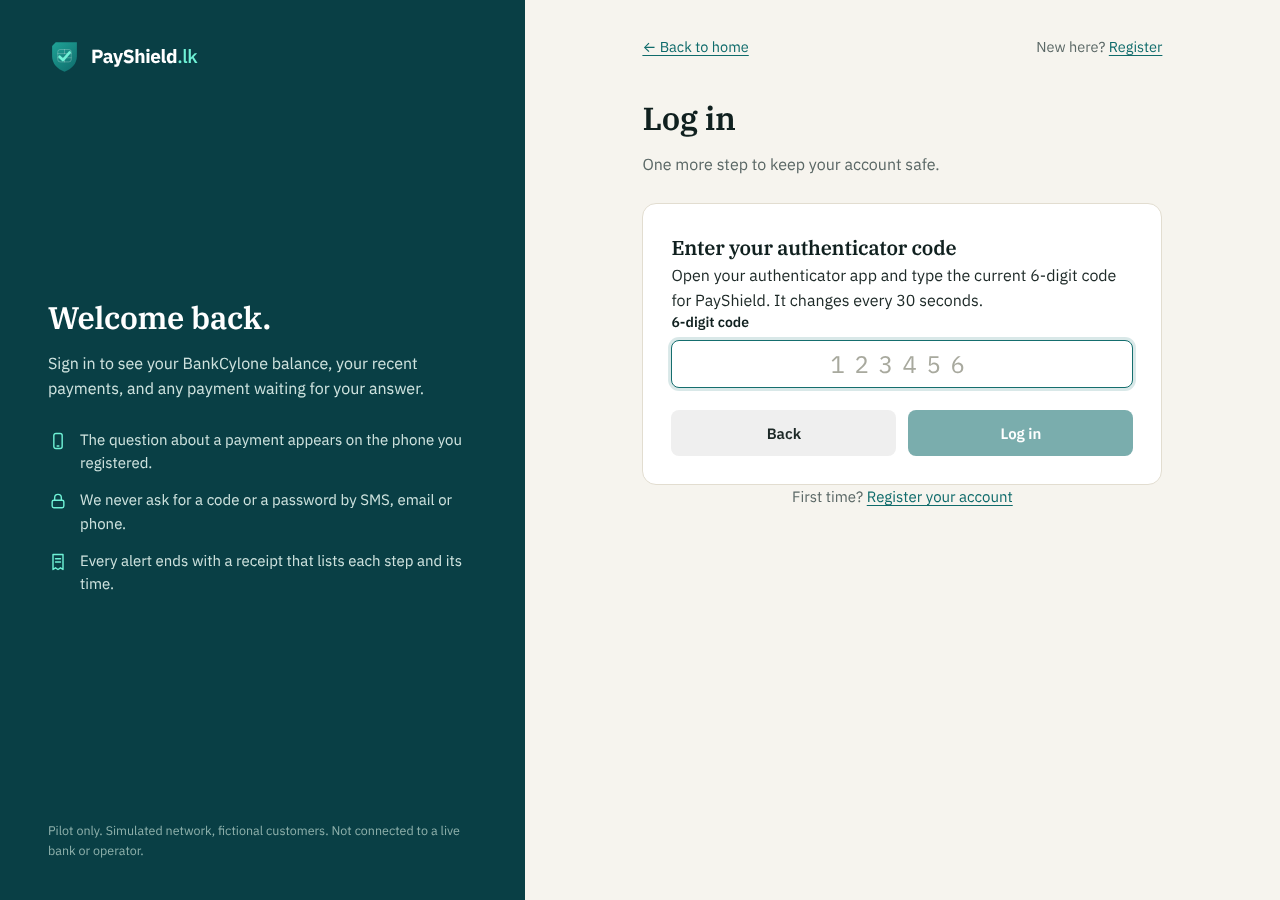 PayShield.lk
Welcome back.
Sign in to see your BankCylone balance, your recent
payments, and any payment waiting for your answer.
The question about a payment appears on the phone you
registered.
We never ask for a code or a password by SMS, email or
phone.
Every alert ends with a receipt that lists each step and its
time.
Pilot only. Simulated network, fictional customers. Not connected to a live
bank or operator.
← Back to home
New here? Register
Log in
One more step to keep your account safe.
Enter your authenticator code
Open your authenticator app and type the current 6-digit code
for PayShield. It changes every 30 seconds.
6-digit code
123456
Back
Log in
First time? Register your account